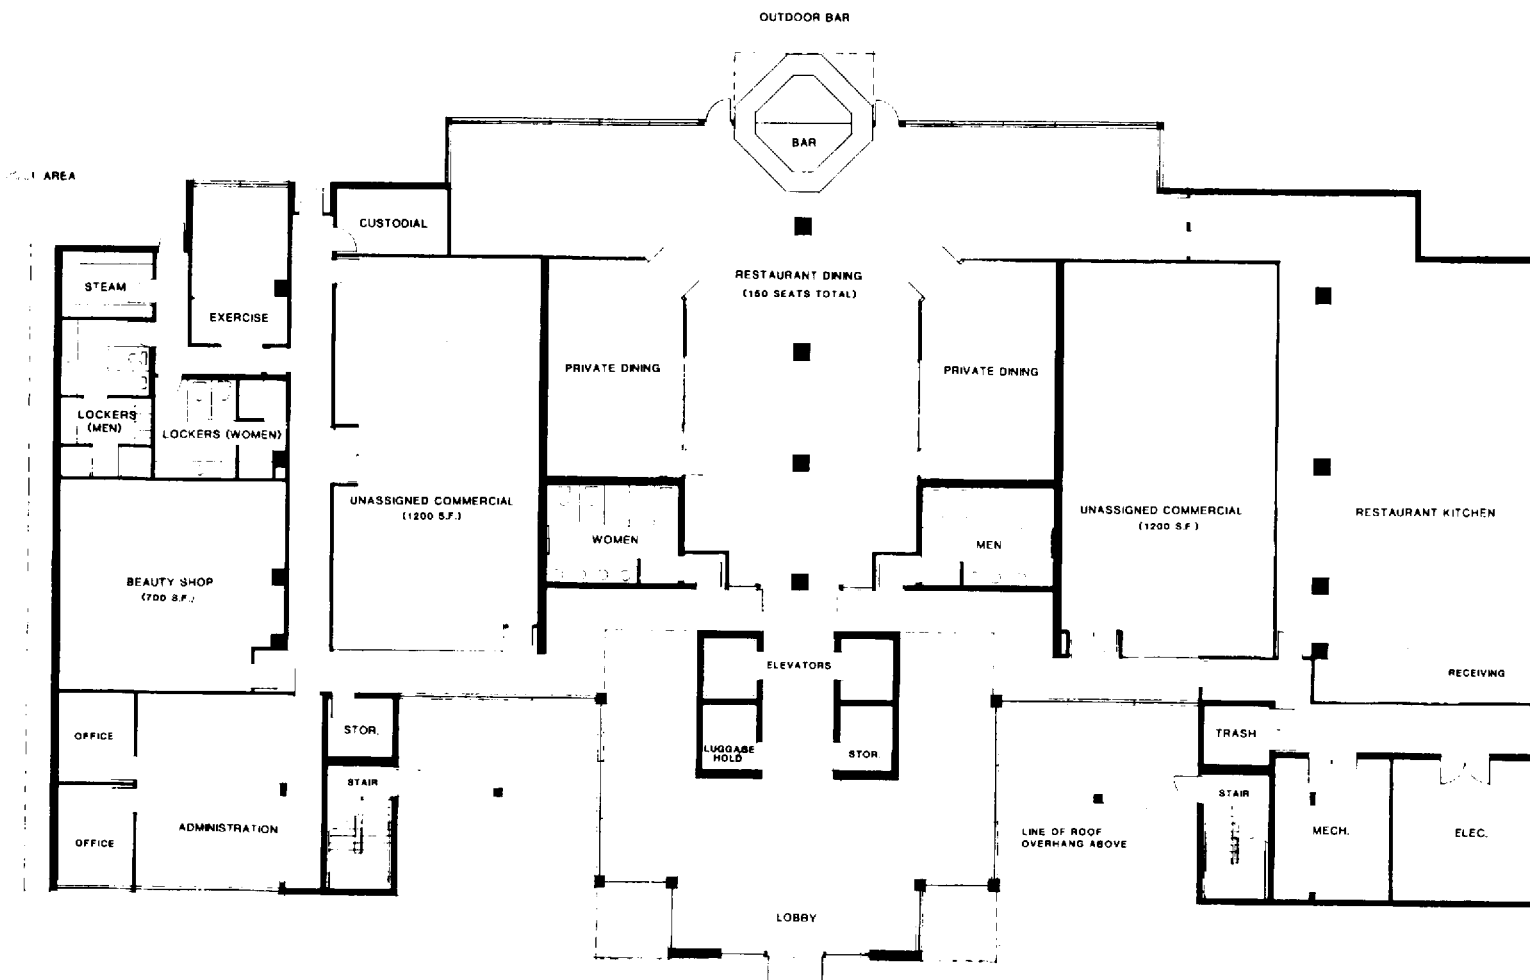 OUTDOOR BAR
BAR
AREA
CUSTODIAL
STEAM
EXERCISE
RESTAURANT DINING
(150 SEATS TOTAL)
PRIVATE DINING
PRIVATE DINING
LOCKERS
(MEN)
LOCKERS (WOMEN)
UNASSIGNED COMMERCIAL
(1200 S.F.)
UNASSIGNED COMMERCIAL
(1200 S.F.)
RESTAURANT KITCHEN
WOMEN
MEN
BEAUTY SHOP
(700 S.F.)
ELEVATORS
RECEIVING
OFFICE
STOR.
LUGGAGE
HOLD
STOR.
TRASH
STAIR
STAIR
ADMINISTRATION
OFFICE
LINE OF ROOF
OVERHANG ABOVE
MECH.
ELEC.
LOBBY